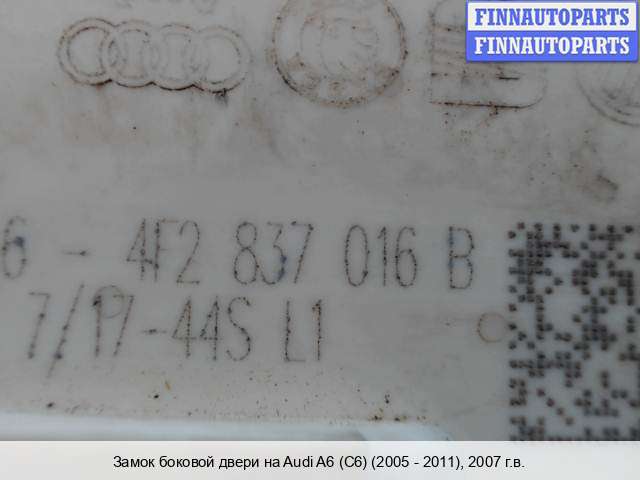 FINNAUTOPARTS
FINNAUTOPARTS
6 - 4F2 837 016 B
7/17-44S L1
Замок боковой двери на Audi A6 (C6) (2005 - 2011), 2007 г.в.